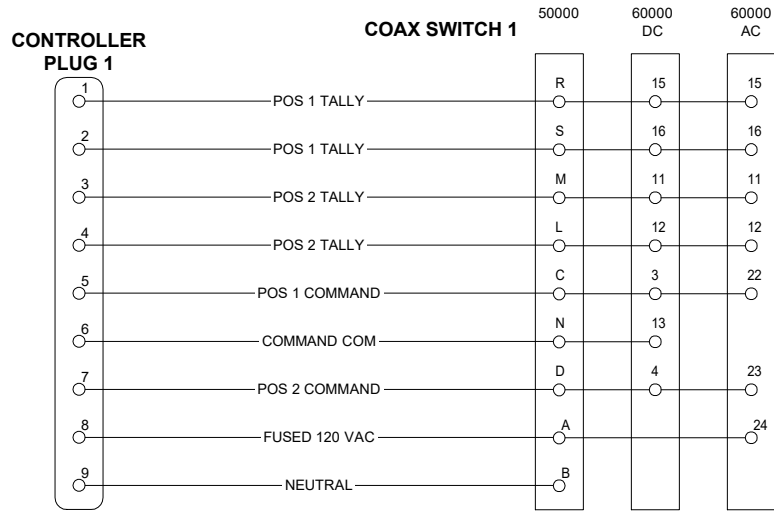 50000 60000 60000
COAX SWITCH 1 DC AC
CONTROLLER
PLUG 1
1 POS 1 TALLY R 15 15
2 POS 1 TALLY S 16 16
3 POS 2 TALLY M 11 11
4 POS 2 TALLY L 12 12
5 POS 1 COMMAND C 3 22
6 COMMAND COM N 13
7 POS 2 COMMAND D 4 23
8 FUSED 120 VAC A 24
9 NEUTRAL B